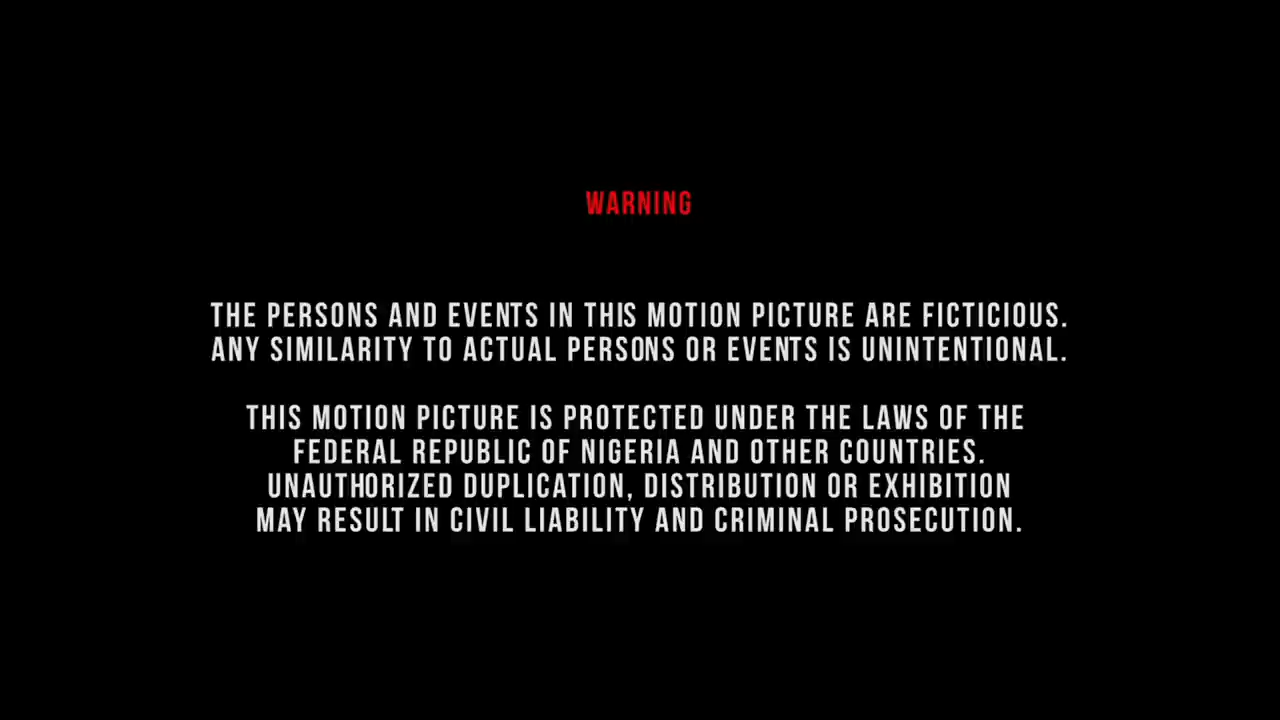 WARNING
THE PERSONS AND EVENTS IN THIS MOTION PICTURE ARE FICTICIOUS.
ANY SIMILARITY TO ACTUAL PERSONS OR EVENTS IS UNINTENTIONAL.
THIS MOTION PICTURE IS PROTECTED UNDER THE LAWS OF THE
FEDERAL REPUBLIC OF NIGERIA AND OTHER COUNTRIES.
UNAUTHORIZED DUPLICATION, DISTRIBUTION OR EXHIBITION
MAY RESULT IN CIVIL LIABILITY AND CRIMINAL PROSECUTION.